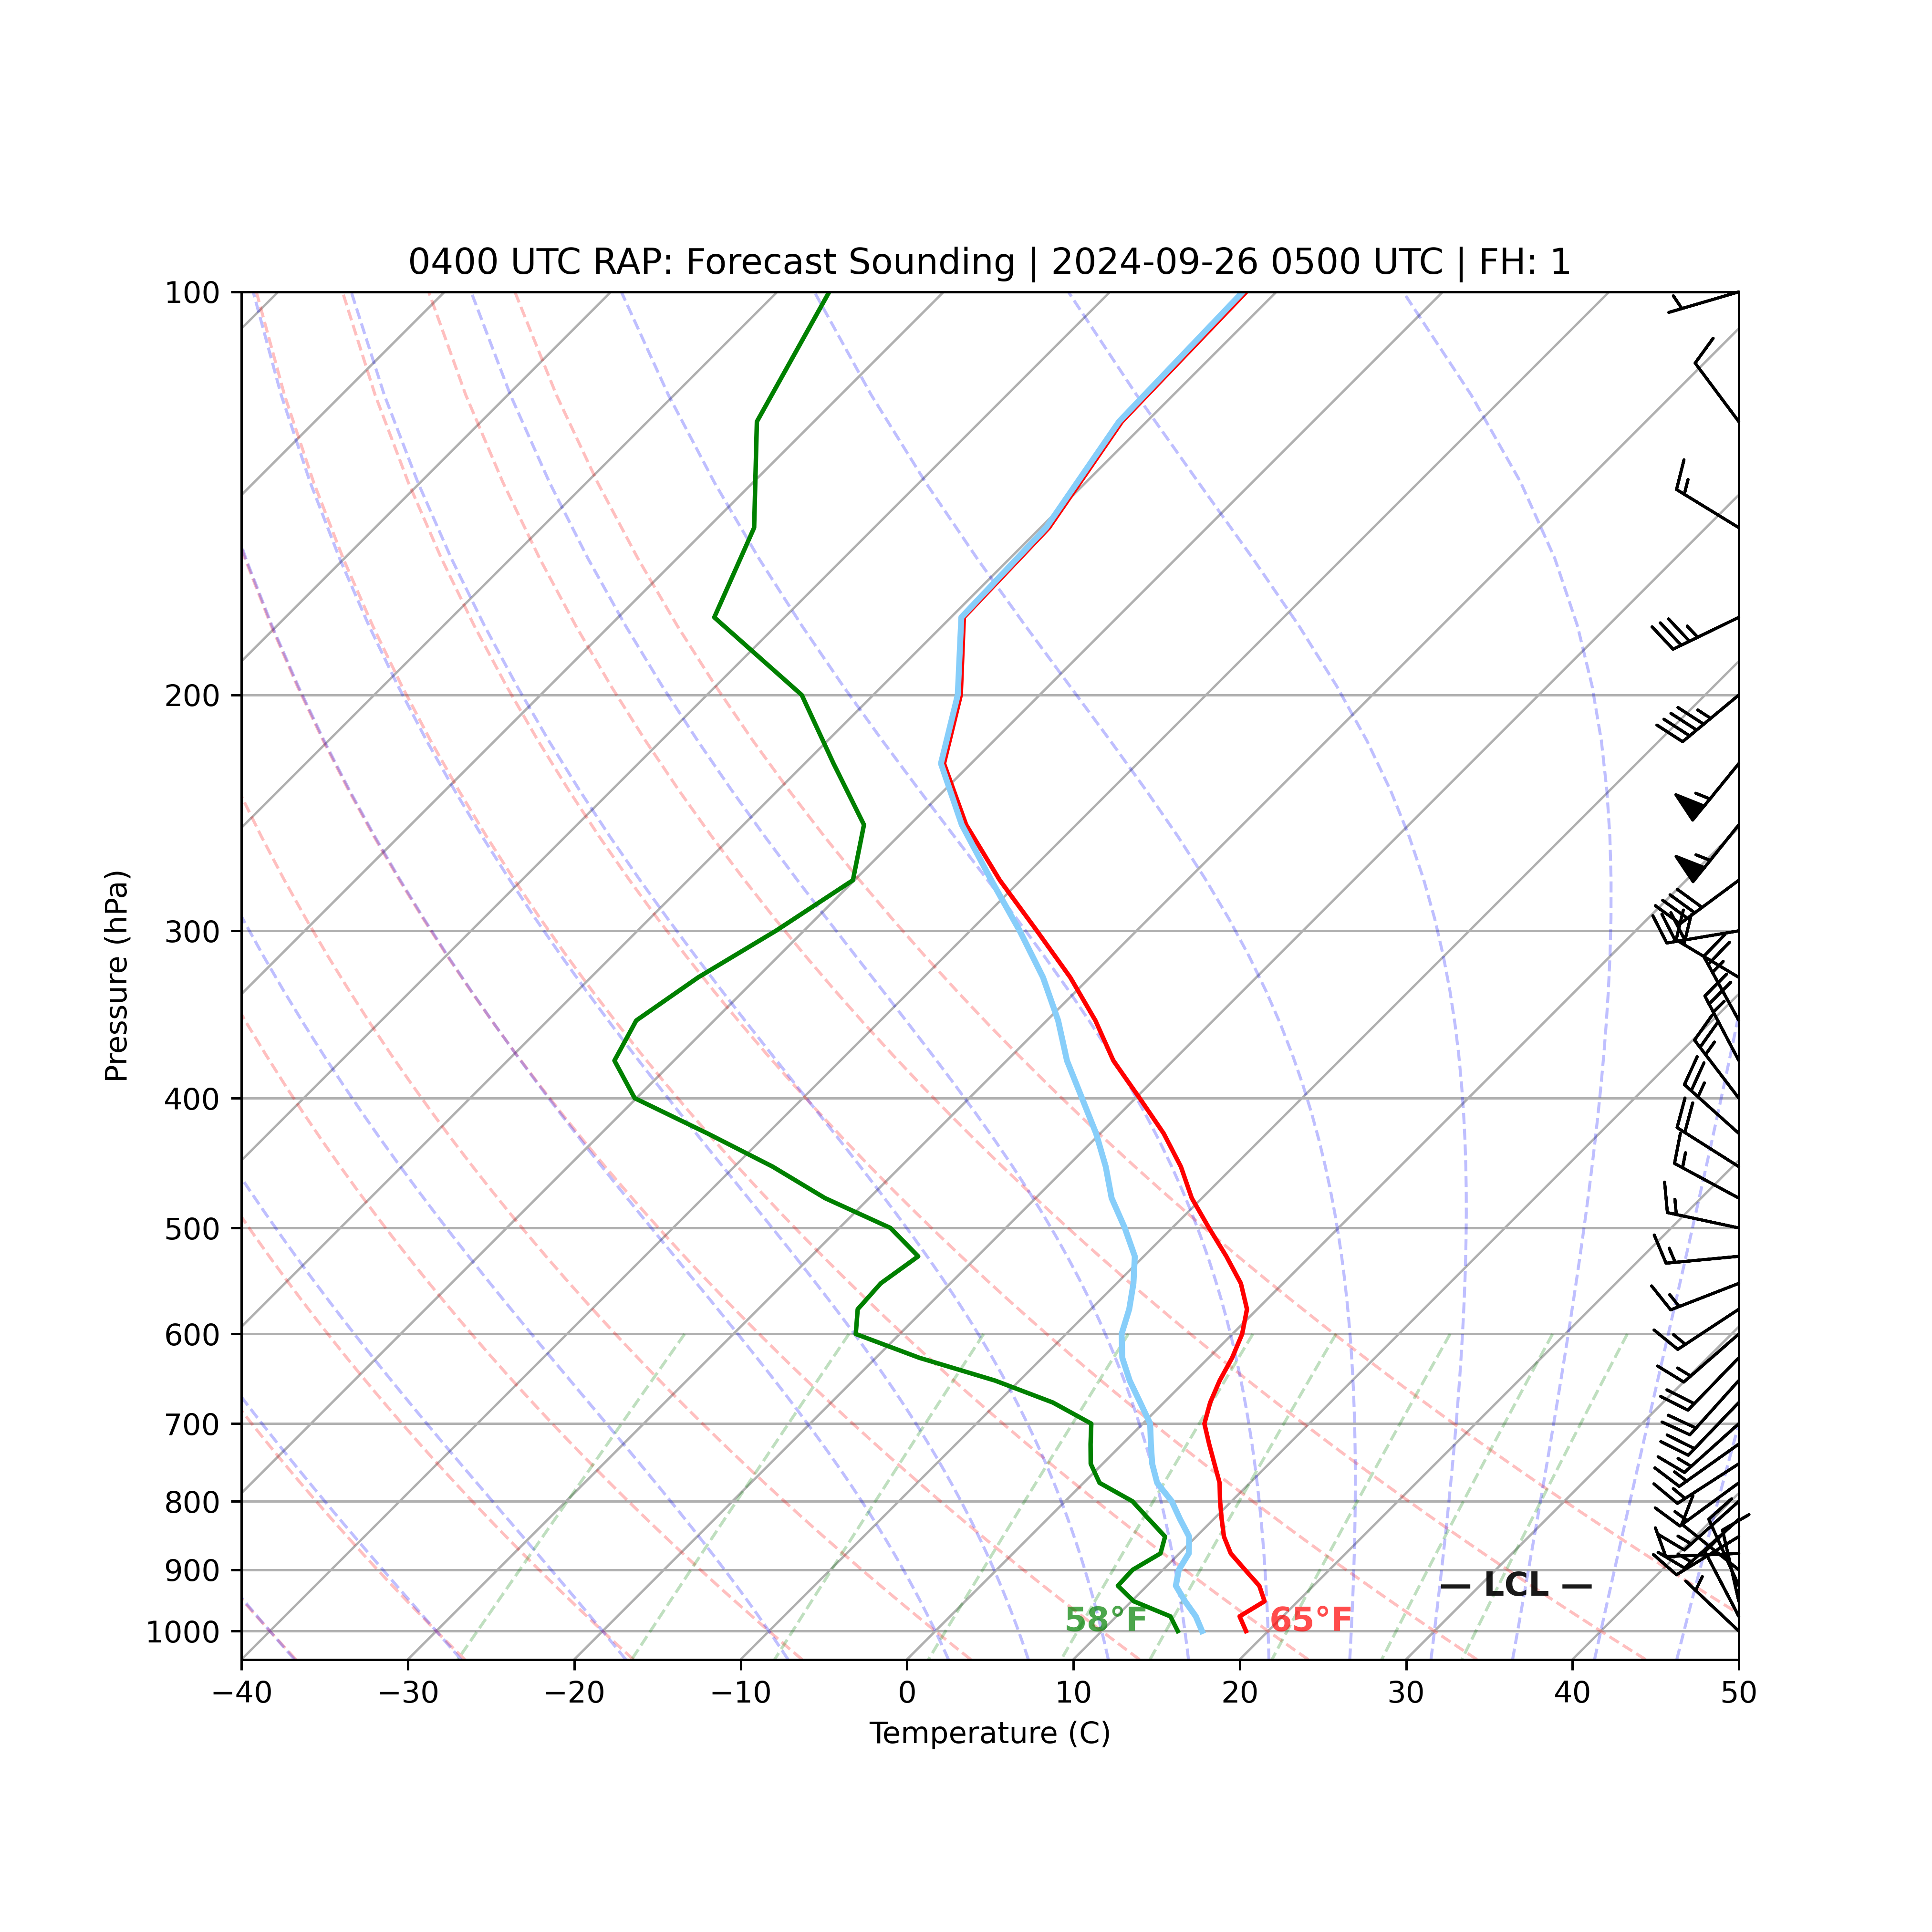 0400 UTC RAP: Forecast Sounding | 2024-09-26 0500 UTC | FH: 1
100
200
300
400
500
600
700
800
900
1000
Pressure (hPa)
— LCL —
58°F
65°F
−40 −30 −20 −10 0 10 20 30 40 50
Temperature (C)